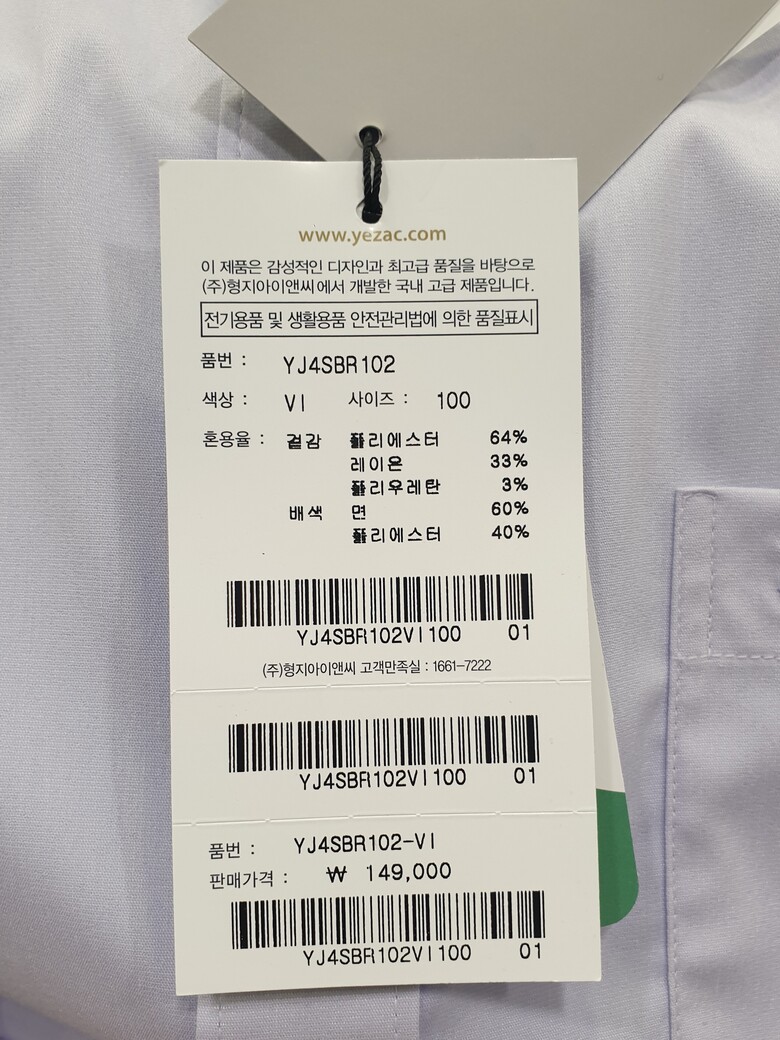 www.yezac.com
이 제품은 감성적인 디자인과 최고급 품질을 바탕으로
(주)형지아이앤씨에서 개발한 국내 고급 제품입니다.
전기용품 및 생활용품 안전관리법에 의한 품질표시
품번 : YJ4SBR102
색상 : VI 사이즈 : 100
혼용율 : 겉감 폴리에스터 64%
레이온 33%
폴리우레탄 3%
배색 면 60%
폴리에스터 40%
YJ4SBR102VI100 01
(주)형지아이앤씨 고객만족실 : 1661-7222
YJ4SBR102VI100 01
품번 : YJ4SBR102-VI
판매가격 : ₩ 149,000
YJ4SBR102VI100 01